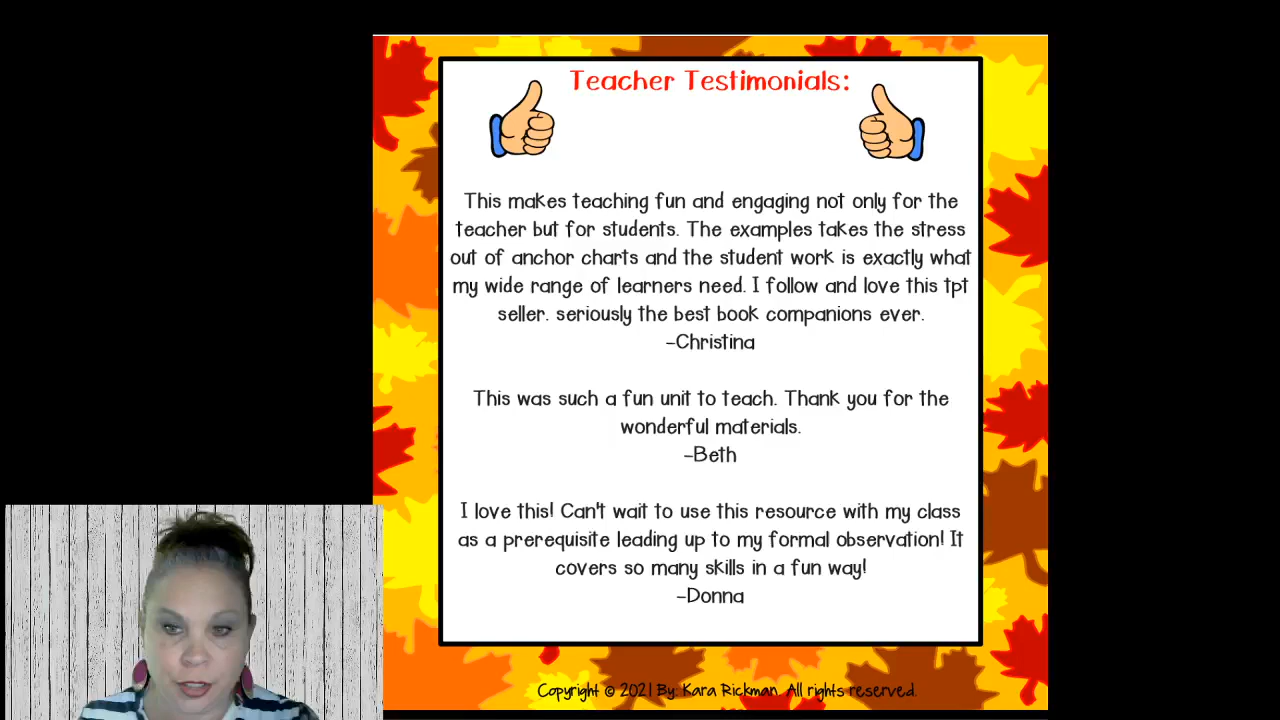 Teacher Testimonials:
This makes teaching fun and engaging not only for the
teacher but for students. The examples takes the stress
out of anchor charts and the student work is exactly what
my wide range of learners need. I follow and love this tpt
seller. seriously the best book companions ever.
-Christina
This was such a fun unit to teach. Thank you for the
wonderful materials.
-Beth
I love this! Can't wait to use this resource with my class
as a prerequisite leading up to my formal observation! It
covers so many skills in a fun way!
-Donna
Copyright © 2021 By: Kara Rickman. All rights reserved.